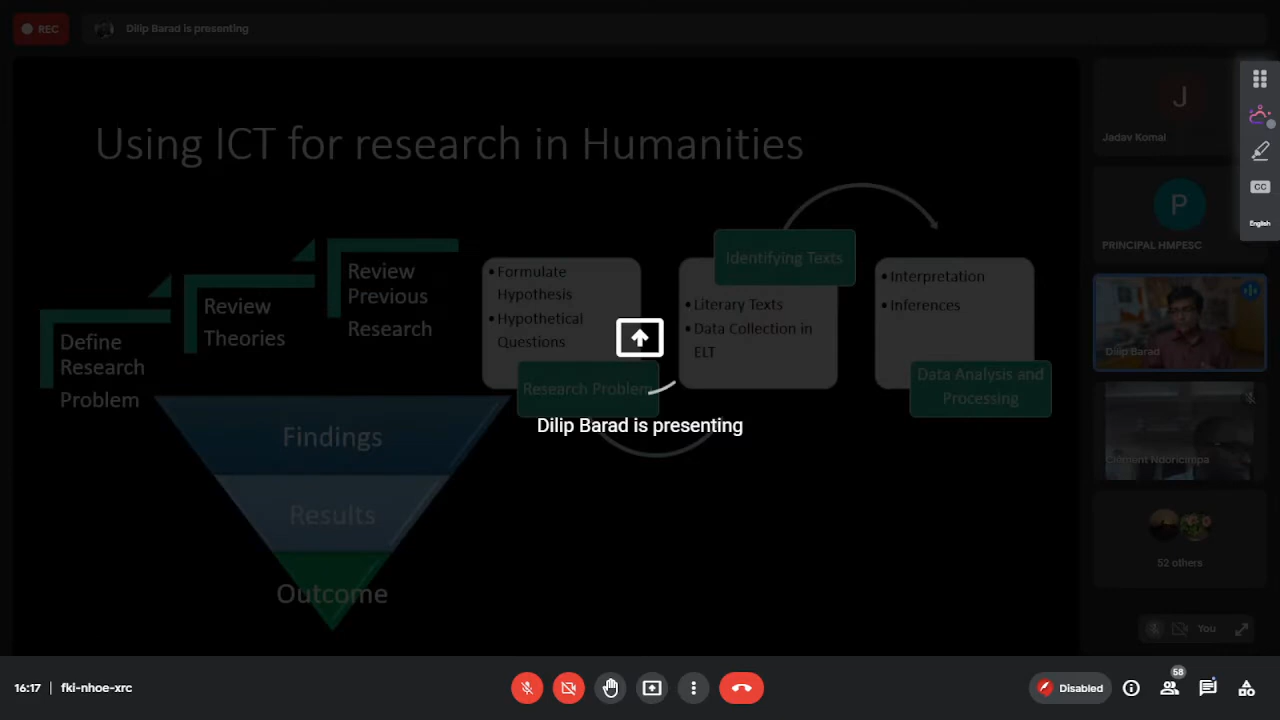 REC
Dilip Barad is presenting
Using ICT for research in Humanities
Define
Research
Problem
Review
Theories
Review
Previous
Research
• Formulate
Hypothesis
• Hypothetical
Questions
Research Problem
Identifying Texts
• Literary Texts
• Data Collection in
ELT
• Interpretation
• Inferences
Data Analysis and
Processing
Findings
Results
Outcome
Dilip Barad is presenting
J
Jadav Komal
P
PRINCIPAL HMPESC
Dilip Barad
Clément Ndoricimpa
52 others
You
CC
English
16:17 | fki-nhoe-xrc
Disabled
58